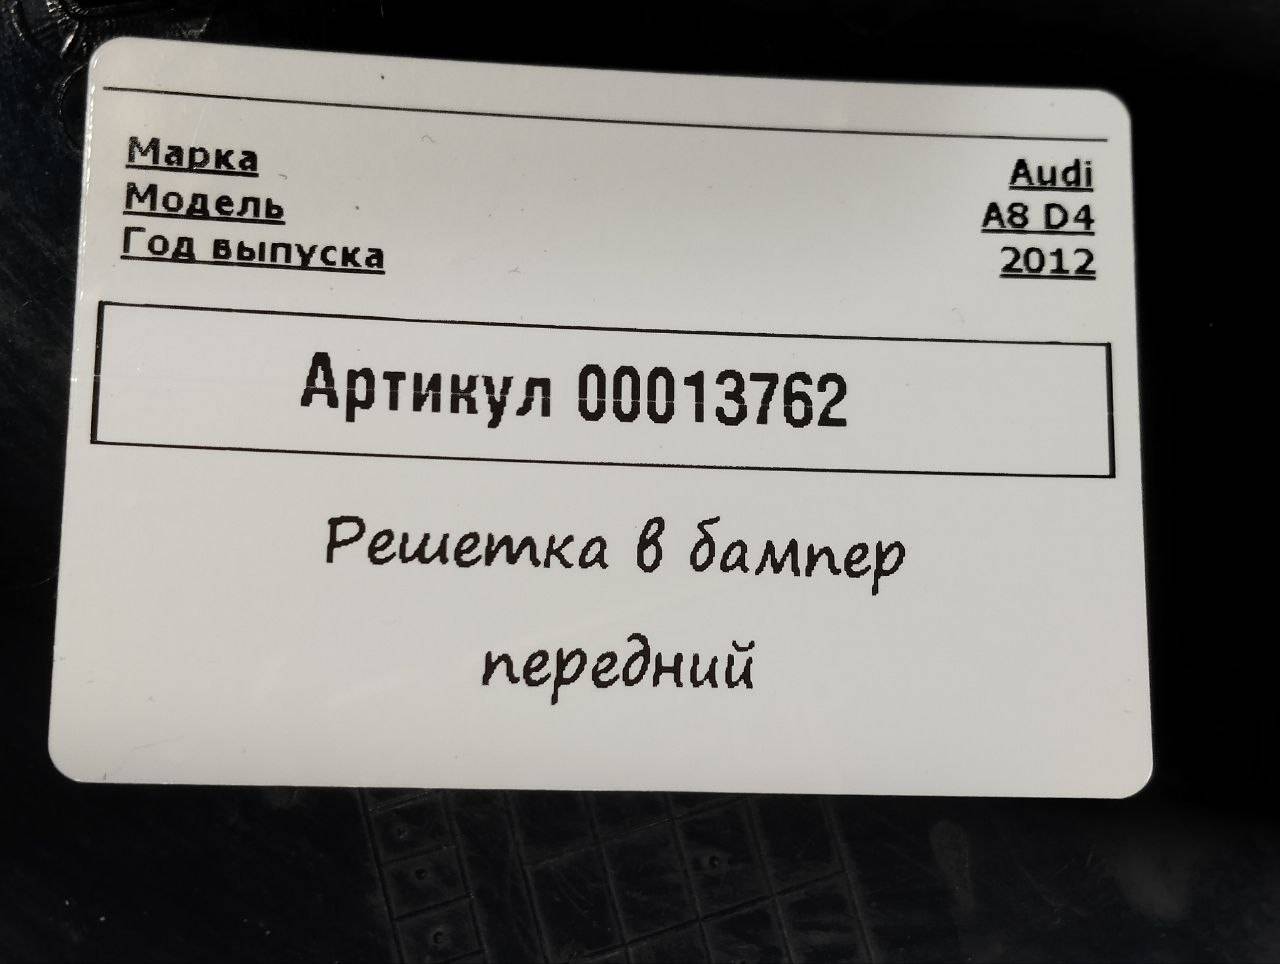 Марка Audi
Модель A8 D4
Год выпуска 2012
Артикул 00013762
Решетка в бампер
передний